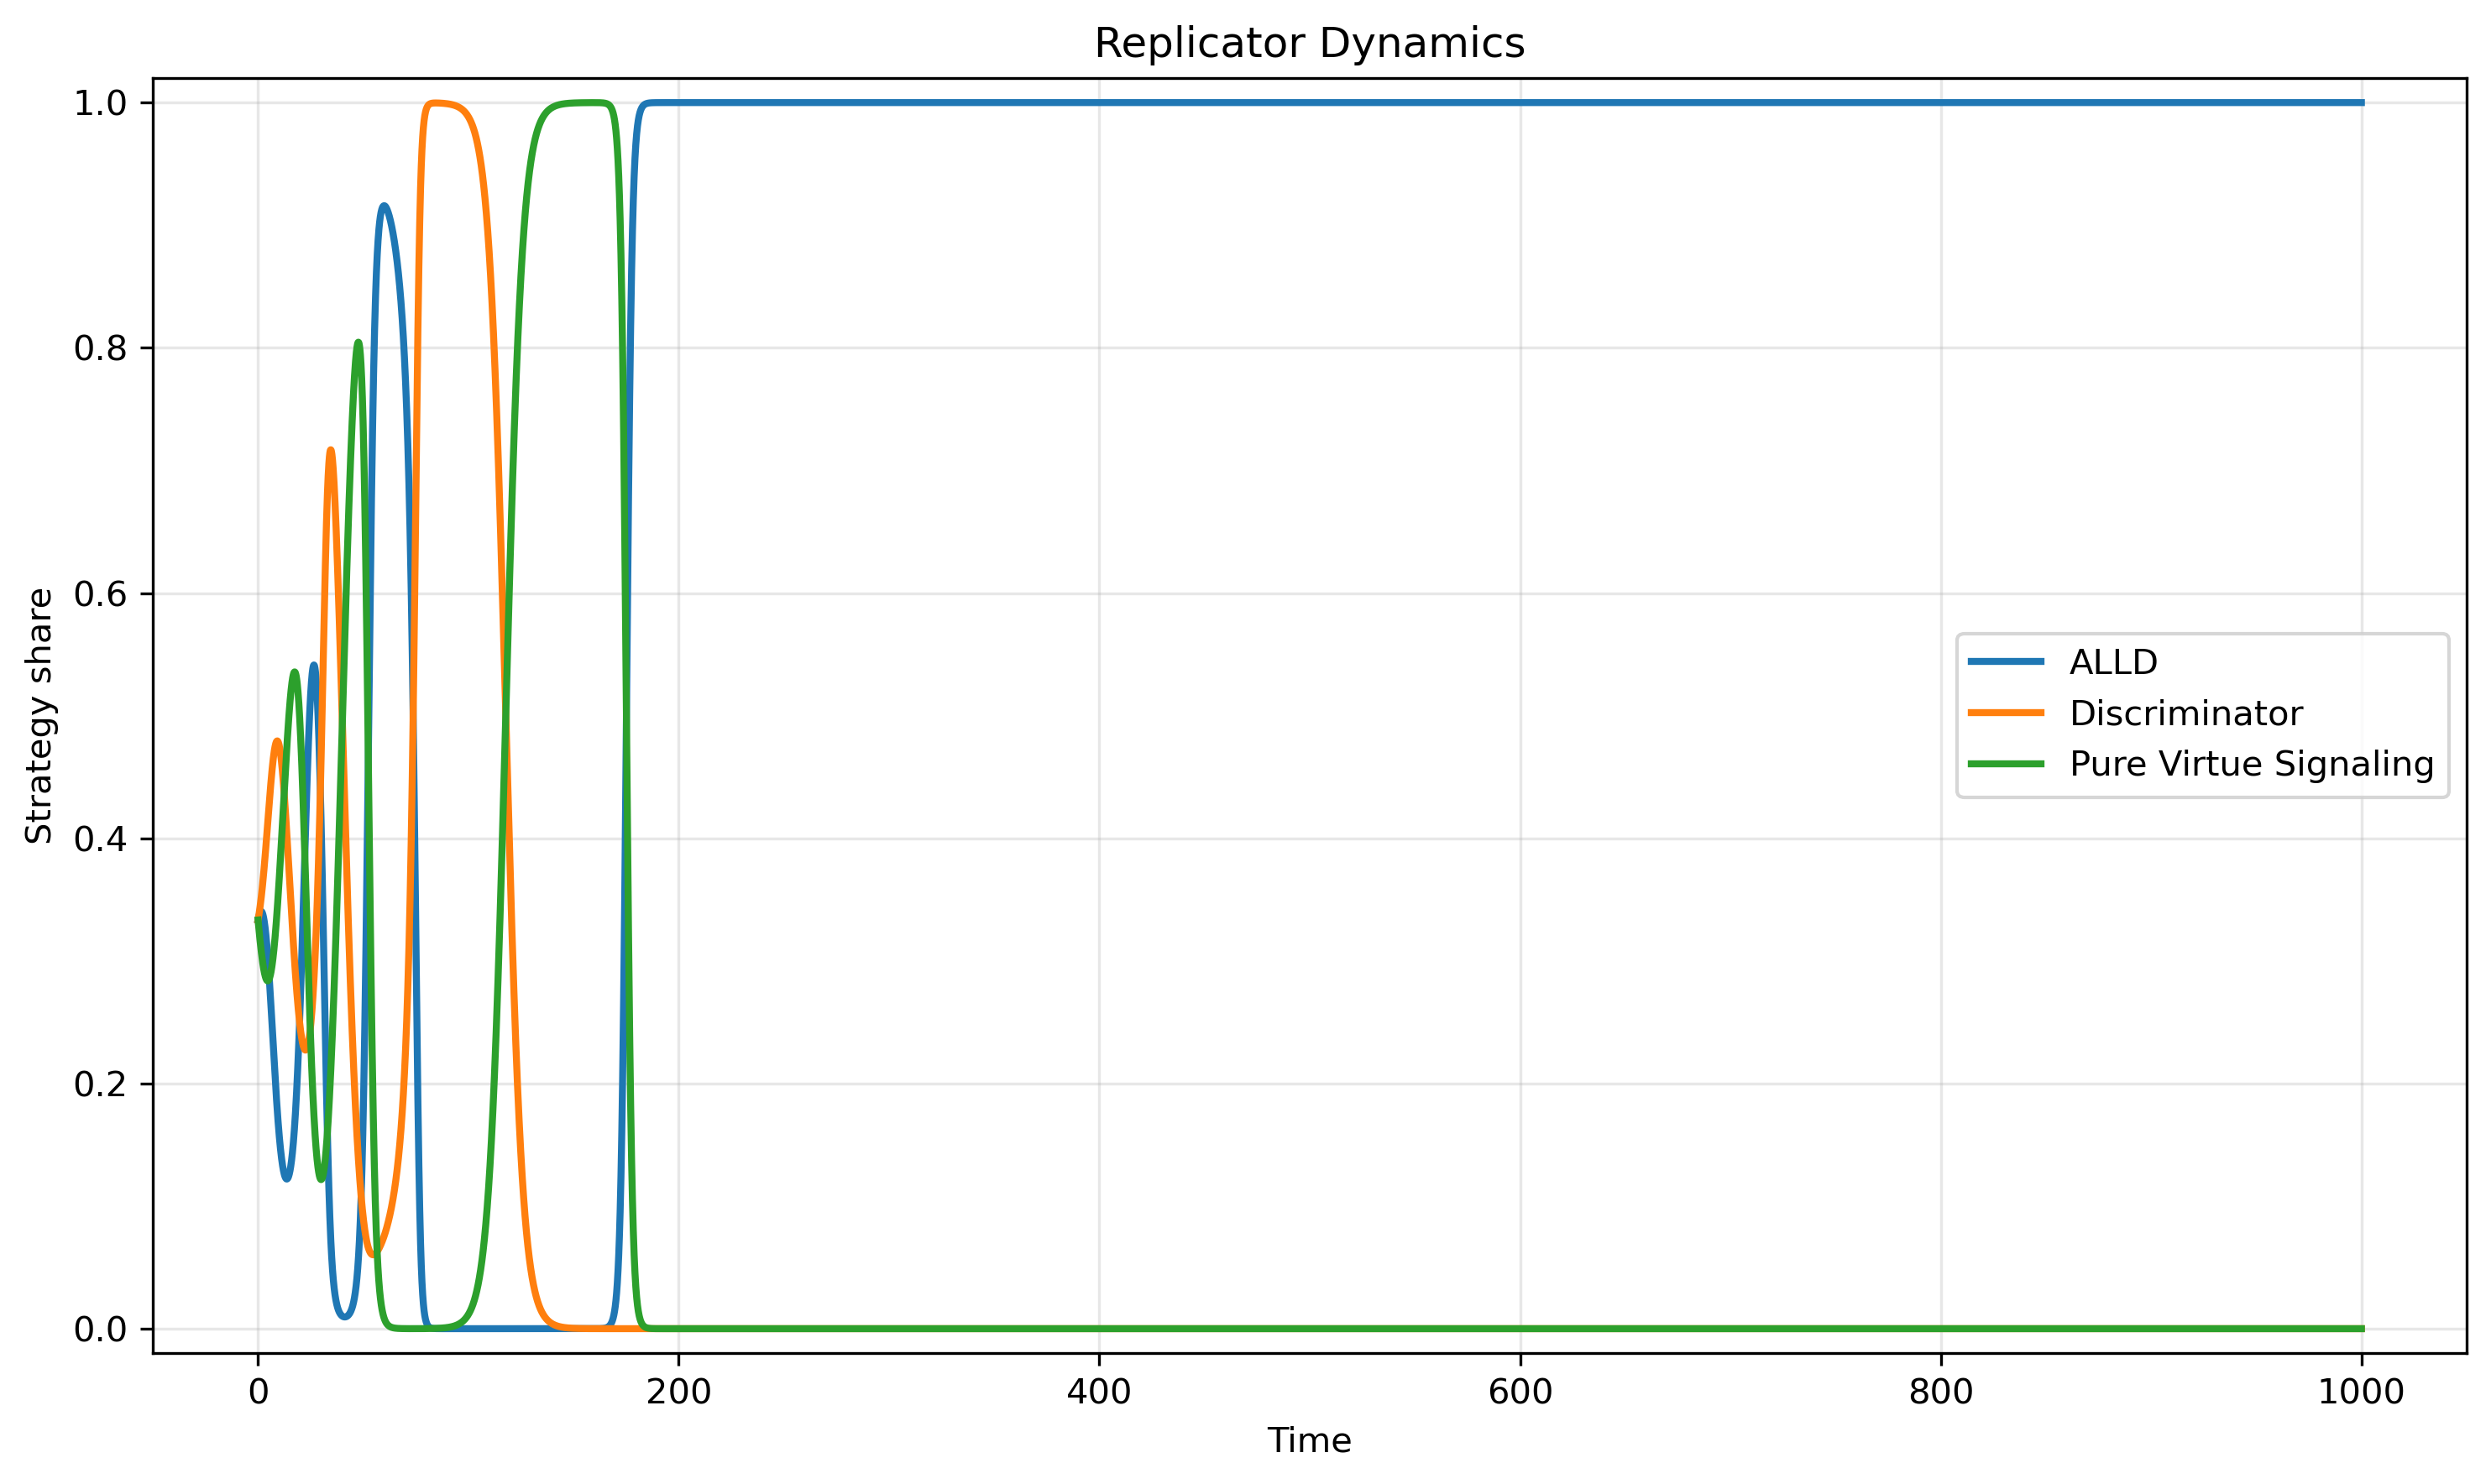 Replicator Dynamics
Strategy share
1.0
0.8
0.6
0.4
0.2
0.0
0
200
400
600
800
1000
Time
ALLD
Discriminator
Pure Virtue Signaling